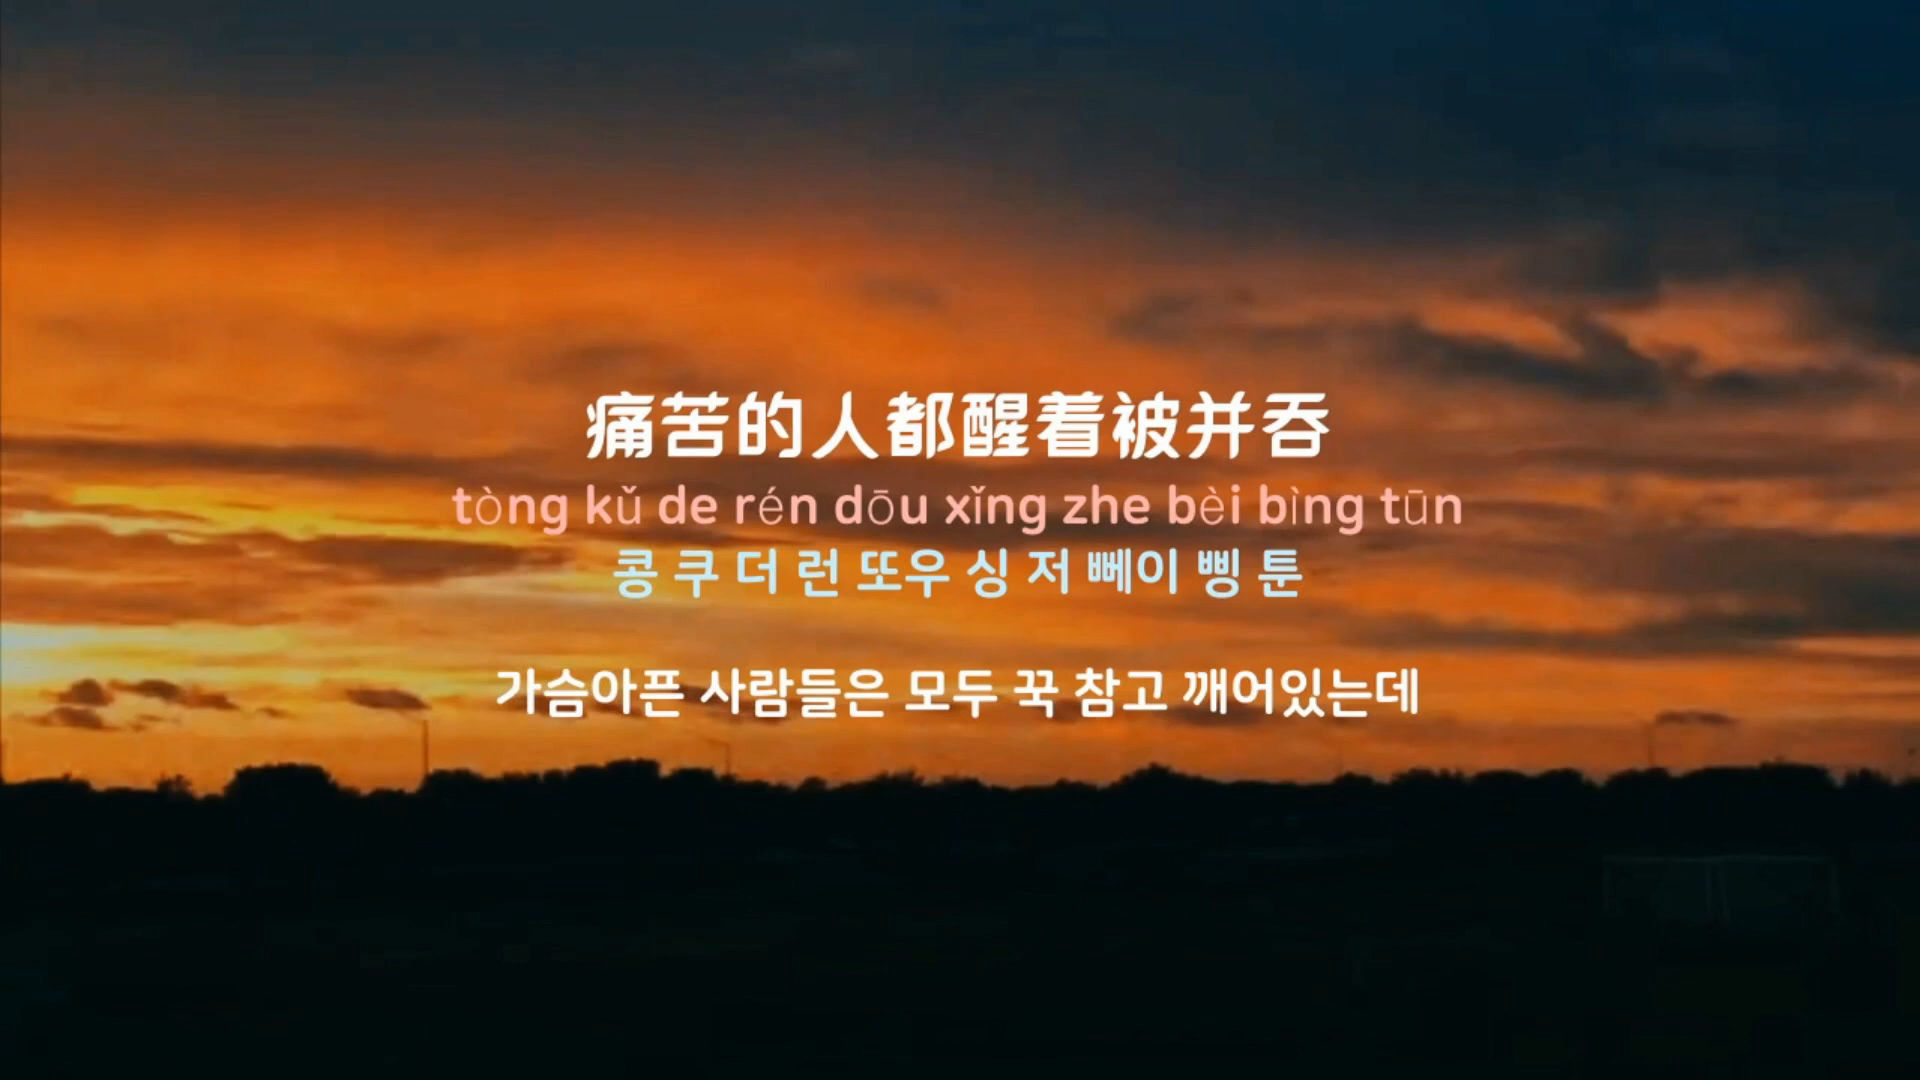 痛苦的人都醒着被并吞
tòng kǔ de rén dōu xǐng zhe bèi bìng tūn
콩 쿠 더 런 또우 싱 저 뻬이 삥 툰
가슴아픈 사람들은 모두 꾹 참고 깨어있는데